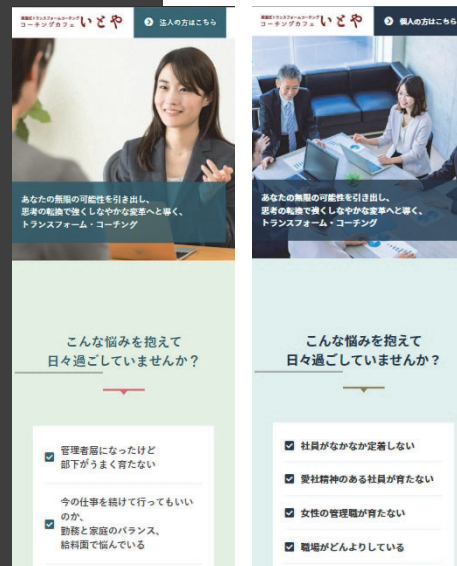 コーチングカフェ いとや
法人の方はこちら
あなたの無限の可能性を引き出し、
思考の転換で強くしなやかな変革へと導く、
トランスフォーム・コーチング
こんな悩みを抱えて
日々過ごしていませんか？
管理者層になったけど
部下がうまく育たない
今の仕事を続けて行ってもいい
のか、
勤務と家庭のバランス、
給料面で悩んでいる
コーチングカフェ いとや
個人の方はこちら
あなたの無限の可能性を引き出し、
思考の転換で強くしなやかな変革へと導く、
トランスフォーム・コーチング
こんな悩みを抱えて
日々過ごしていませんか？
社員がなかなか定着しない
愛社精神のある社員が育たない
女性の管理職が育たない
職場がどんよりしている